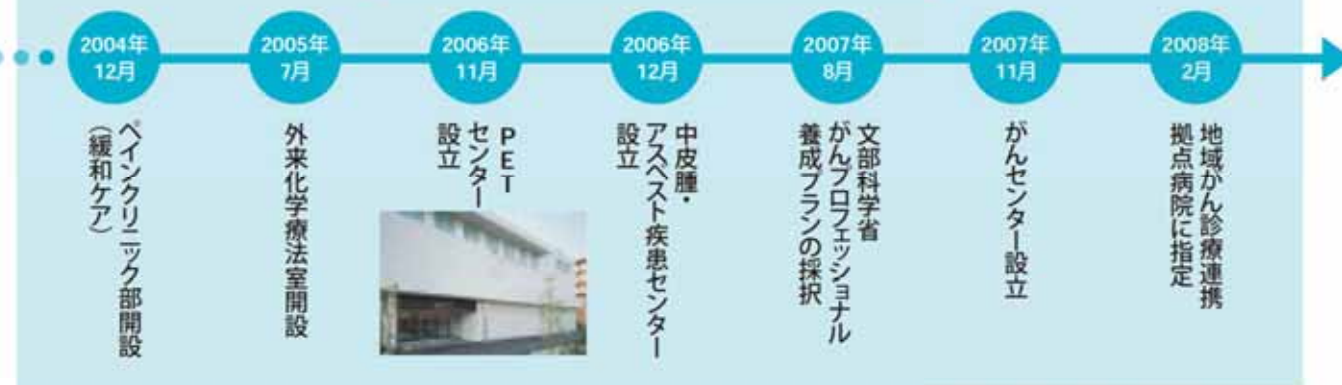 2004年
12月
ペインクリニック部開設
（緩和ケア）
2005年
7月
外来化学療法室開設
2006年
11月
PET
センター
設立
2006年
12月
中皮腫・
アスベスト疾患センター
設立
2007年
8月
文部科学省
がんプロフェッショナル
養成プランの採択
2007年
11月
がんセンター設立
2008年
2月
地域がん診療連携
拠点病院に指定